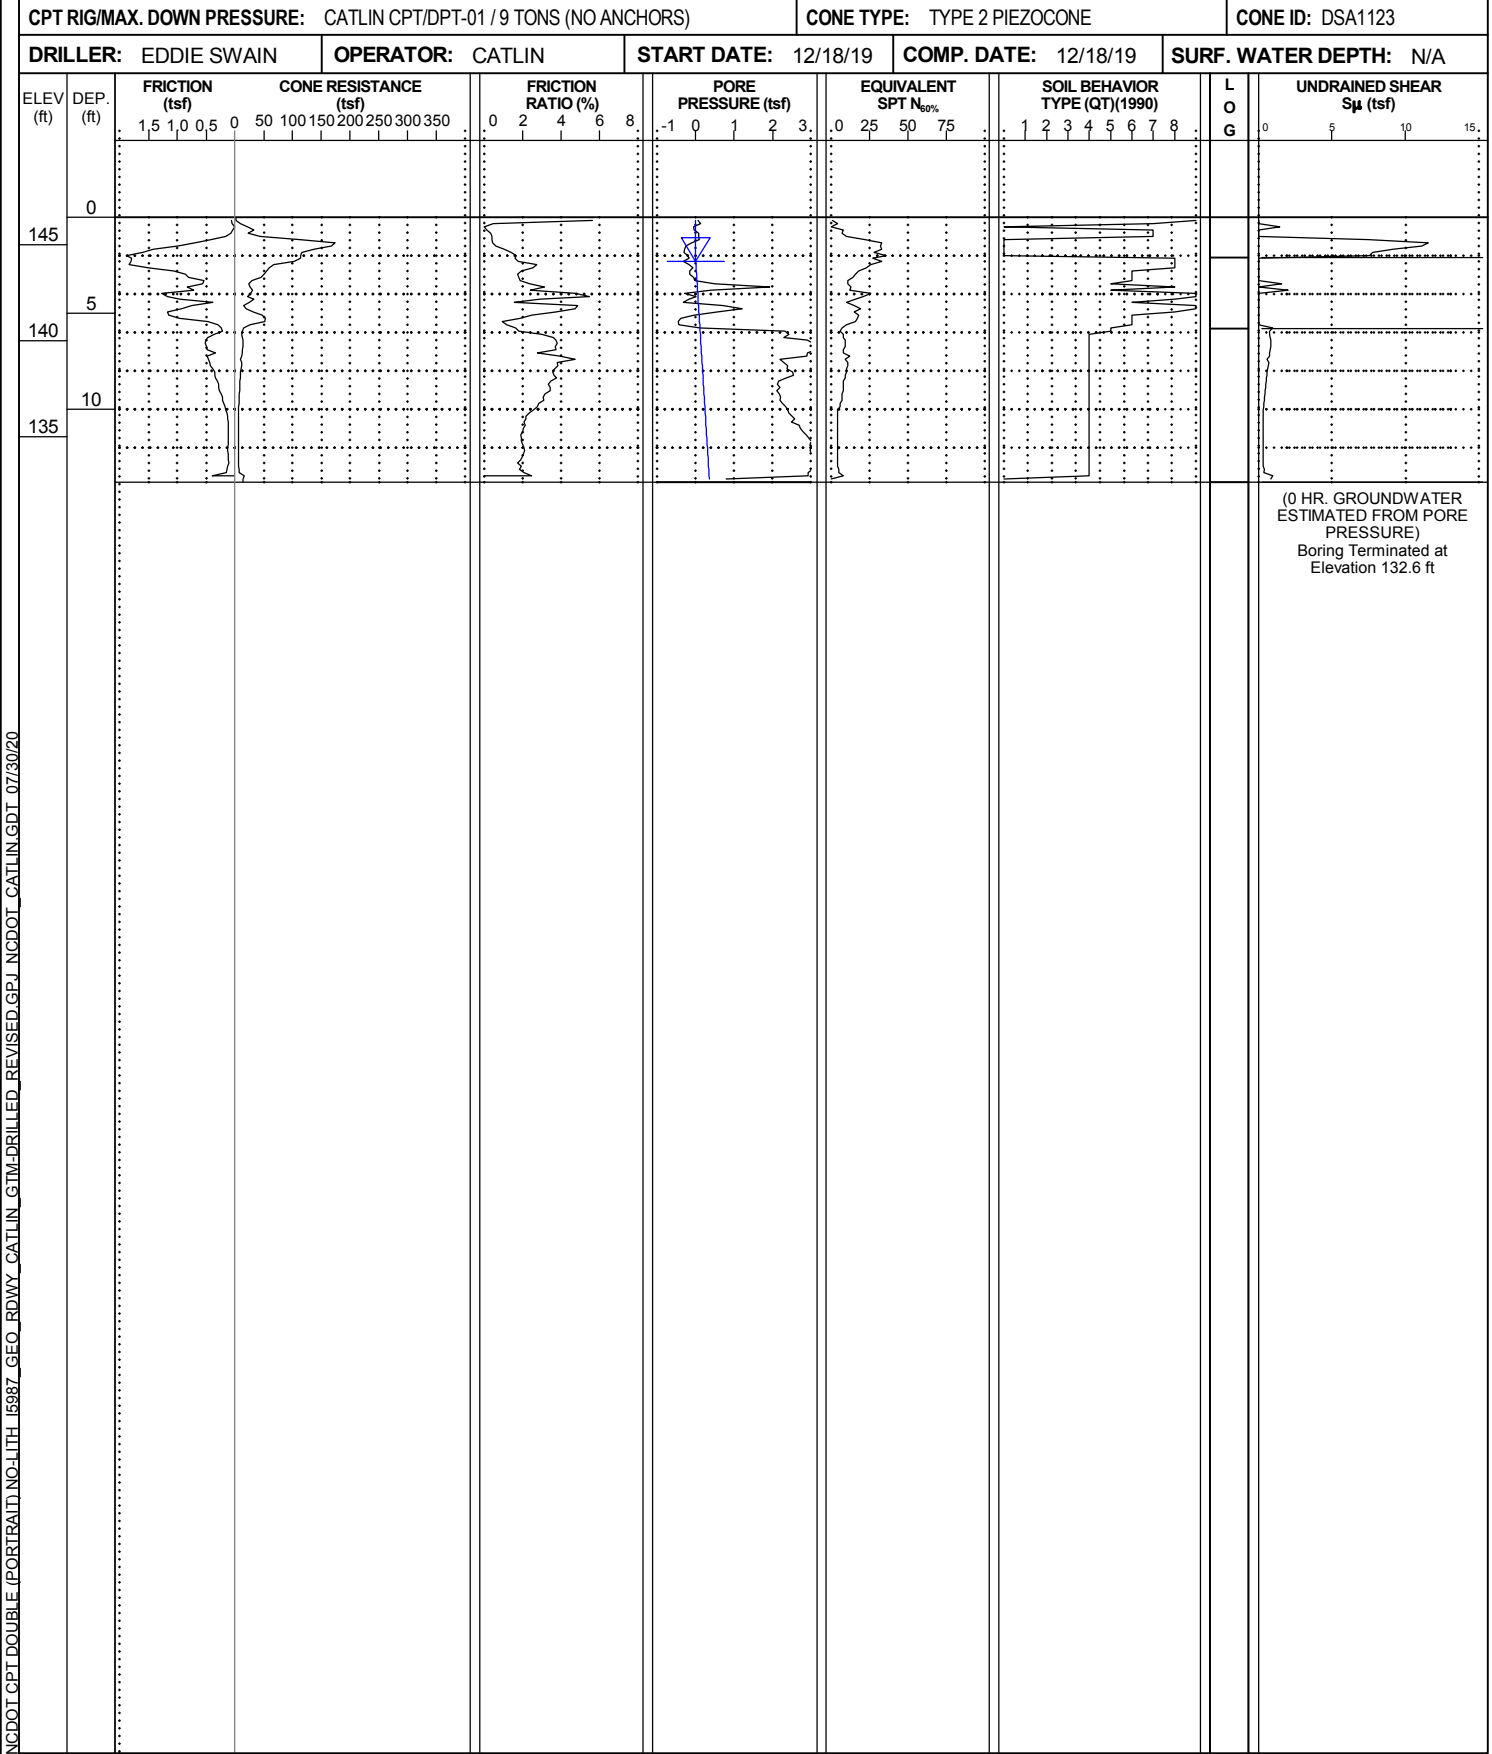 CPT RIG/MAX. DOWN PRESSURE: CATLIN CPT/DPT-01 / 9 TONS (NO ANCHORS) CONE TYPE: TYPE 2 PIEZOCONE CONE ID: DSA1123
DRILLER: EDDIE SWAIN OPERATOR: CATLIN START DATE: 12/18/19 COMP. DATE: 12/18/19 SURF. WATER DEPTH: N/A
ELEV (ft)
DEP. (ft)
FRICTION (tsf)
15 10 05 0
CONE RESISTANCE (tsf)
50 100 150 200 250 300 350
FRICTION RATIO (%)
0 2 4 6 8
PORE PRESSURE (tsf)
-1 0 1 2 3
EQUIVALENT SPT N60%
0 25 50 75
SOIL BEHAVIOR TYPE (QT)(1990)
1 2 3 4 5 6 7 8
L
O
G
UNDRAINED SHEAR
Sμ (tsf)
0 5 10 15
0
145
5
140
10
135
(0 HR. GROUNDWATER
ESTIMATED FROM PORE
PRESSURE)
Boring Terminated at
Elevation 132.6 ft
NCDOT CPT DOUBLE (PORTRAIT) NO-LITH I5987_GEO_RDWY_CATLIN_GTM-DRILLED_REVISED.GPJ NCDOT_CATLIN.GDT 07/30/20